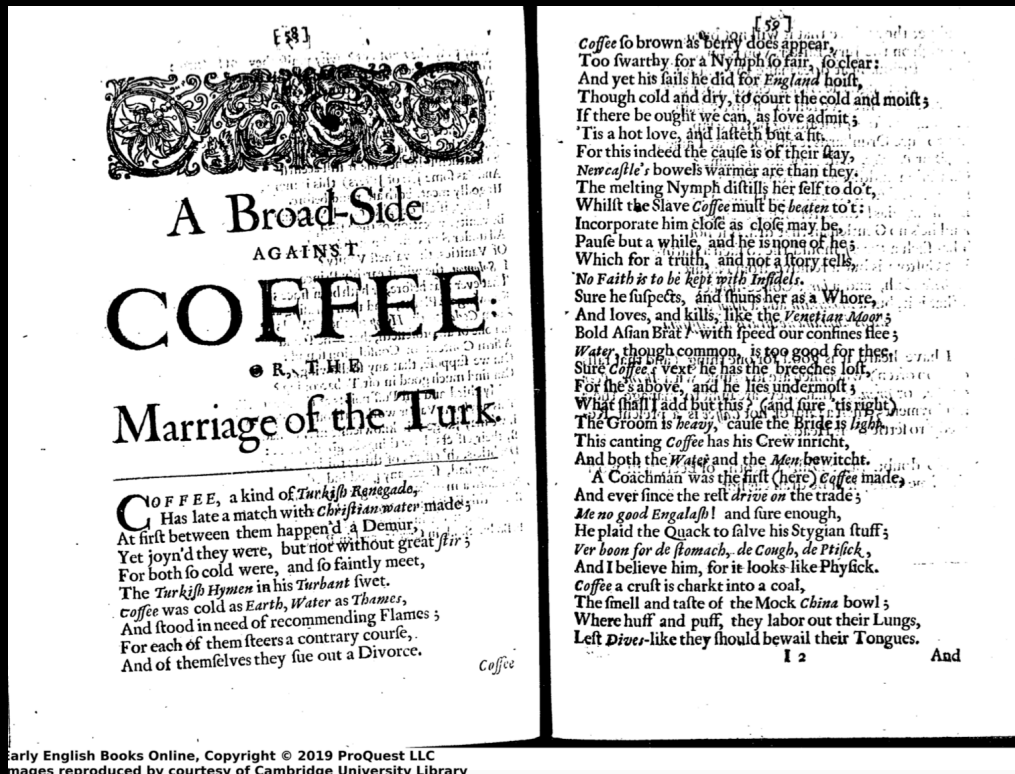 [58]
A Broad-Side
AGAINST,
COFFEE:
OR, THE
Marriage of the Turk.
COFFEE, a kind of Turkiſh Renegade,
Has late a match with Chriſtian water made;
At firſt between them happen'd a Demur,
Yet joyn'd they were, but not without great ſtir;
For both ſo cold were, and ſo faintly meet,
The Turkiſh Hymen in his Turbant ſwet.
Coffee was cold as Earth, Water as Thames,
And ſtood in need of recommending Flames;
For each of them ſteers a contrary courſe,
And of themſelves they ſue out a Divorce.
Coffee
[59]
Coffee ſo brown as berry does appear,
Too ſwarthy for a Nymph ſo fair, ſo clear:
And yet his ſails he did for England hoiſt,
Though cold and dry, to court the cold and moiſt;
If there be ought we can, as love admit;
'Tis a hot love, and laſteth but a fit.
For this indeed the cauſe is of their ſtay,
Newcaſtle's bowels warmer are than they.
The melting Nymph diſtills her ſelf to do't,
Whilſt the Slave Coffee muſt be beaten to't:
Incorporate him cloſe as cloſe may be,
Pauſe but a while, and he is none of he;
Which for a truth, and not a ſtory tells,
No Faith is to be kept with Infidels.
Sure he ſuſpects, and ſhuns her as a Whore,
And loves, and kills, like the Venetian Moor;
Bold Aſian Brat! with ſpeed our confines flee;
Water, though common, is too good for thee.
Sure Coffee's vext he has the breeches loſt,
For ſhe's above, and he lies undermoſt;
What ſhall I add but this? (and ſure 'tis right)
The Groom is heavy, 'cauſe the Bride is light.
This canting Coffee has his Crew inricht,
And both the Water and the Men bewitcht.
A Coachman was the firſt (here) Coffee made,
And ever ſince the reſt drive on the trade;
Me no good Engalaſh! and ſure enough,
He plaid the Quack to ſalve his Stygian ſtuff;
Ver boon for de ſtomach, de Cough, de Ptiſick,
And I believe him, for it looks like Phyſick.
Coffee a cruſt is charkt into a coal,
The ſmell and taſte of the Mock China bowl;
Where huff and puff, they labor out their Lungs,
Leſt Dives-like they ſhould bewail their Tongues.
I 2 And
Early English Books Online, Copyright © 2019 ProQuest LLC
Images reproduced by courtesy of Cambridge University Library